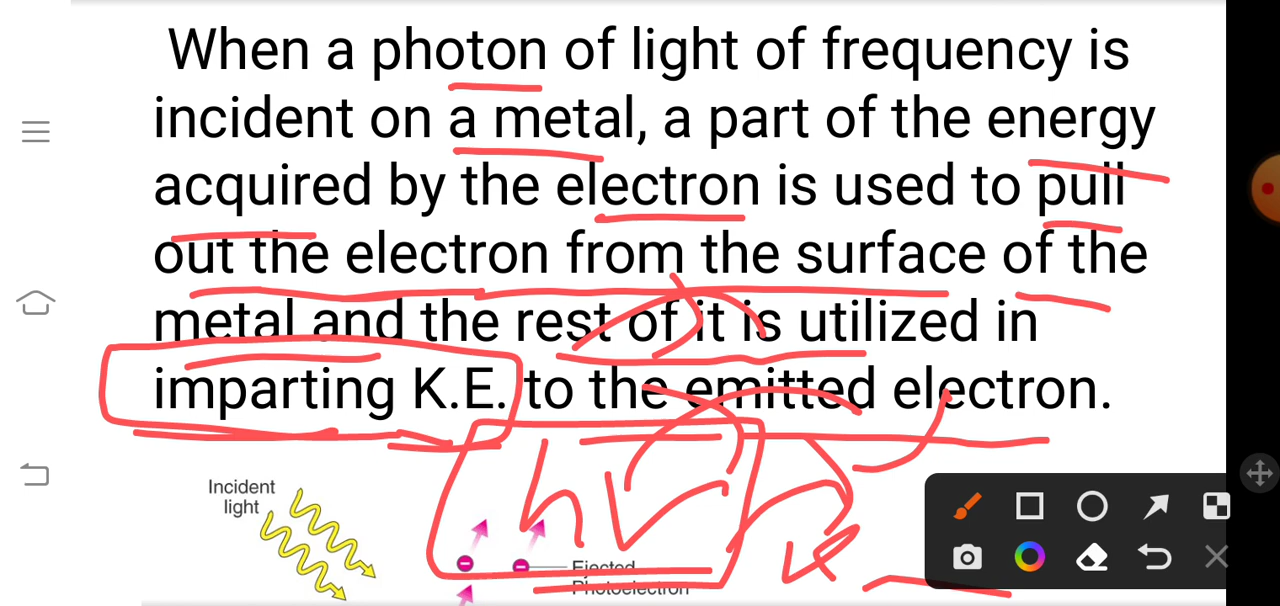 When a photon of light of frequency is
incident on a metal, a part of the energy
acquired by the electron is used to pull
out the electron from the surface of the
metal and the rest of it is utilized in
imparting K.E. to the emitted electron.
Incident
light
hν
Ejected
Photoelectron